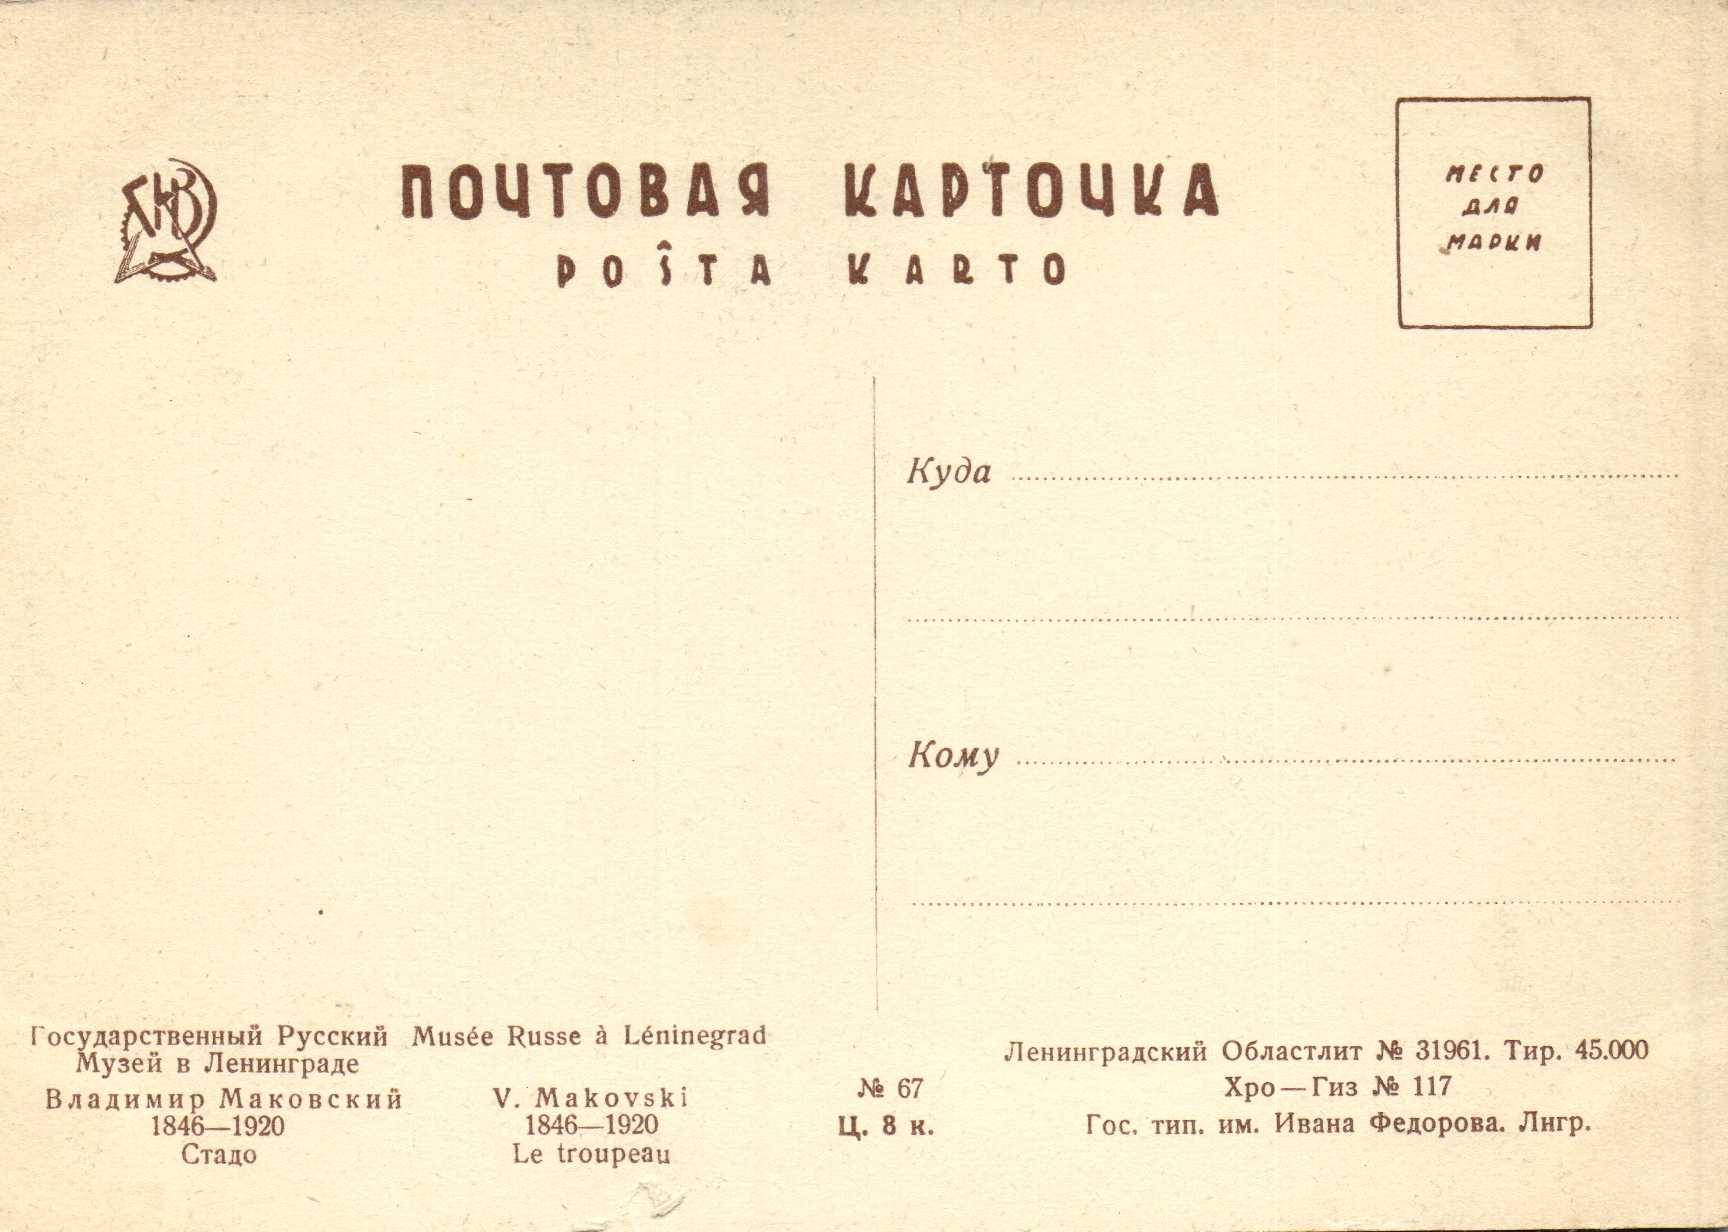 ГКВ
ПОЧТОВАЯ КАРТОЧКА
POŜTA KARTO
МЕСТО
ДЛЯ
МАРКИ
Куда
Кому
Государственный Русский
Музей в Ленинграде
Владимир Маковский
1846—1920
Стадо
Musée Russe à Léninegrad
V. Makovski
1846—1920
Le troupeau
№ 67
Ц. 8 к.
Ленинградский Областлит № 31961. Тир. 45.000
Хро—Гиз № 117
Гос. тип. им. Ивана Федорова. Лнгр.